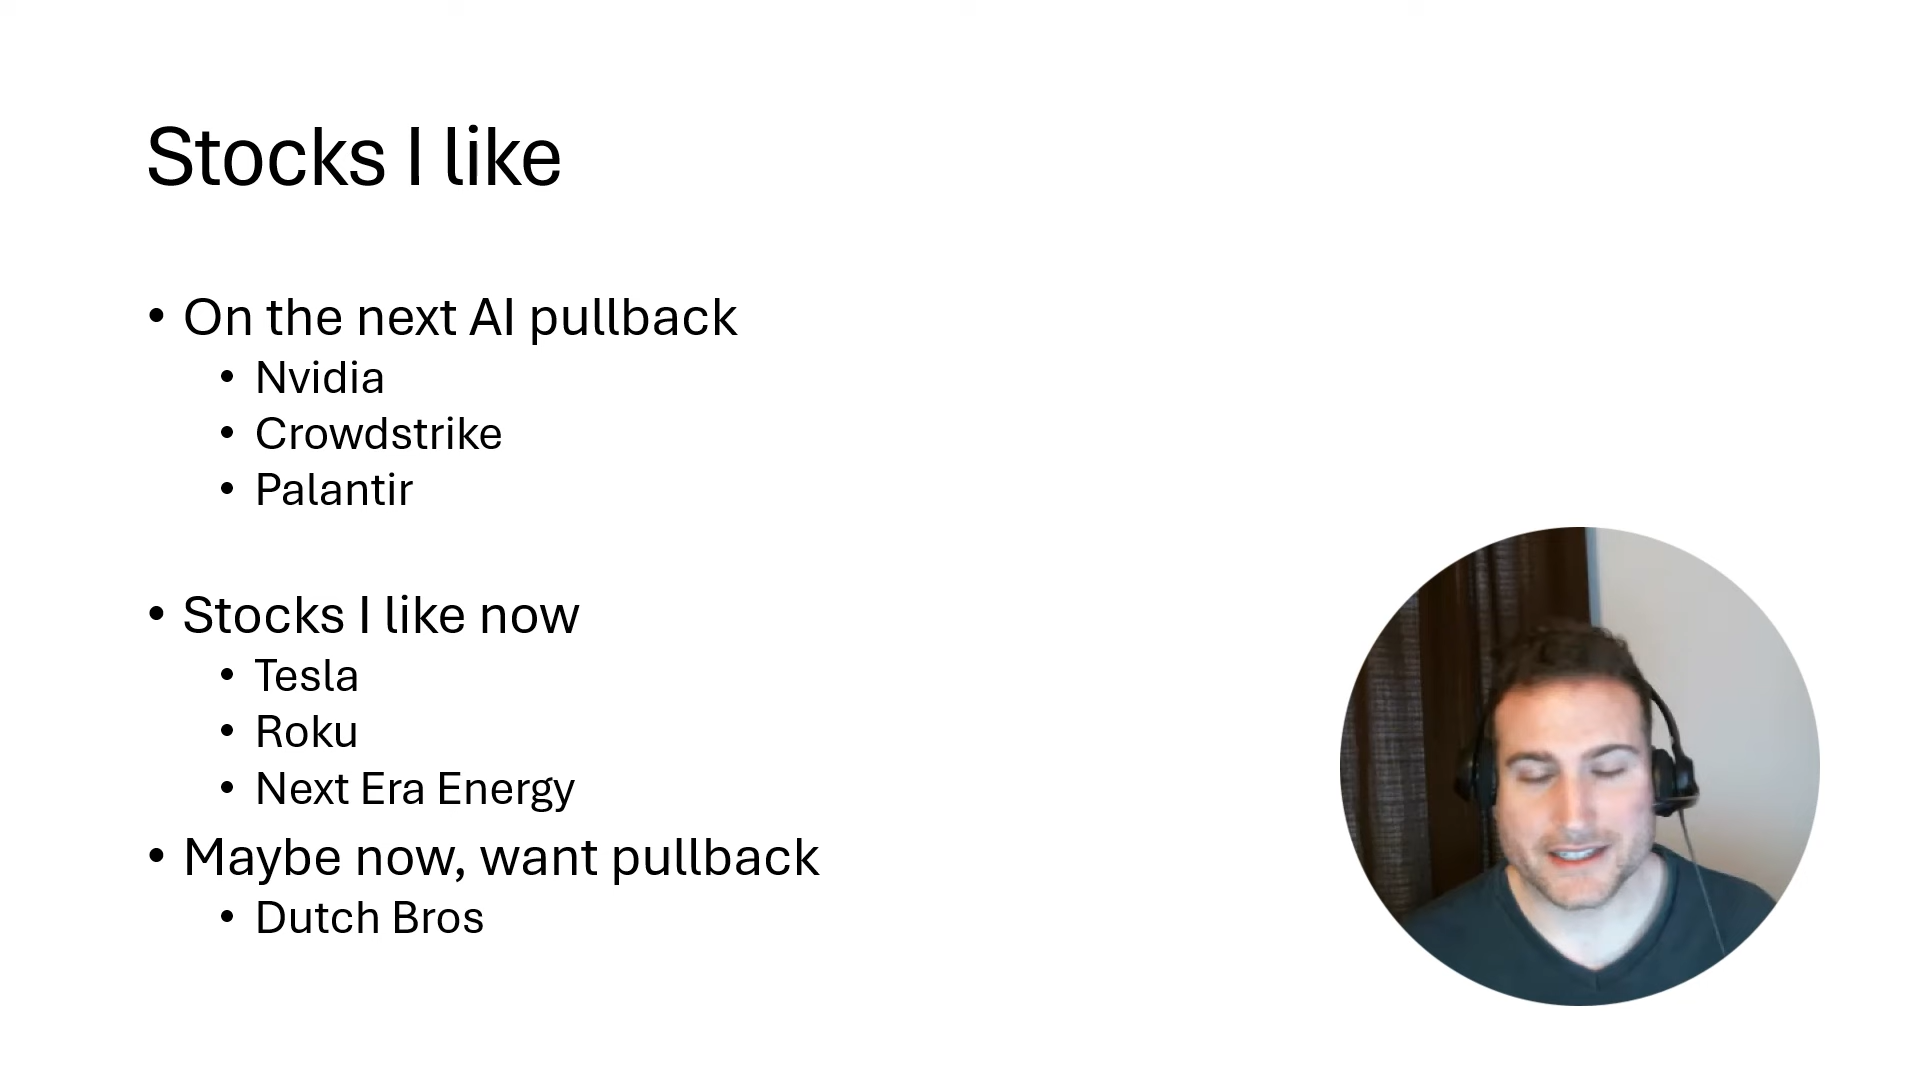 Stocks I like
• On the next AI pullback
• Nvidia
• Crowdstrike
• Palantir
• Stocks I like now
• Tesla
• Roku
• Next Era Energy
• Maybe now, want pullback
• Dutch Bros